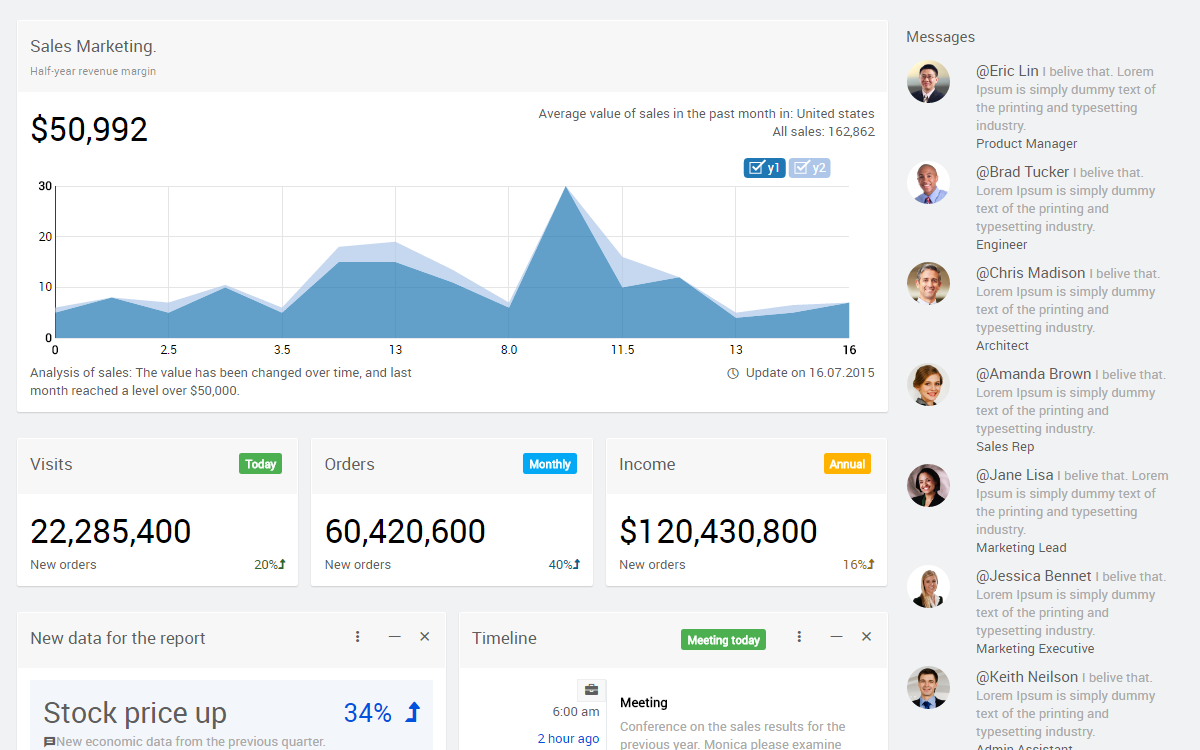 Sales Marketing.
Half-year revenue margin
$50,992
Average value of sales in the past month in: United states
All sales: 162,862
y1 y2
30
20
10
0
0 2.5 3.5 13 8.0 11.5 13 16
Analysis of sales: The value has been changed over time, and last
month reached a level over $50,000.
Update on 16.07.2015
Visits Today
22,285,400
New orders 20%
Orders Monthly
60,420,600
New orders 40%
Income Annual
$120,430,800
New orders 16%
New data for the report
Stock price up 34%
New economic data from the previous quarter.
Timeline Meeting today
6:00 am
2 hour ago
Meeting
Conference on the sales results for the
previous year. Monica please examine
Messages
@Eric Lin I belive that. Lorem
Ipsum is simply dummy text of
the printing and typesetting
industry.
Product Manager
@Brad Tucker I belive that.
Lorem Ipsum is simply dummy
text of the printing and
typesetting industry.
Engineer
@Chris Madison I belive that.
Lorem Ipsum is simply dummy
text of the printing and
typesetting industry.
Architect
@Amanda Brown I belive that.
Lorem Ipsum is simply dummy
text of the printing and
typesetting industry.
Sales Rep
@Jane Lisa I belive that. Lorem
Ipsum is simply dummy text of
the printing and typesetting
industry.
Marketing Lead
@Jessica Bennet I belive that.
Lorem Ipsum is simply dummy
text of the printing and
typesetting industry.
Marketing Executive
@Keith Neilson I belive that.
Lorem Ipsum is simply dummy
text of the printing and
typesetting industry.
Admin Assistant